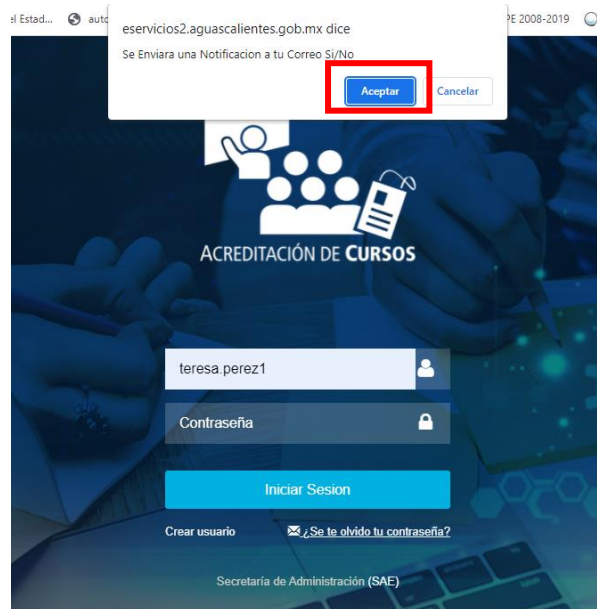 el Estad... auto
PE 2008-2019
eservicios2.aguascalientes.gob.mx dice
Se Enviara una Notificacion a tu Correo Si/No
Aceptar Cancelar
ACREDITACIÓN DE CURSOS
teresa.perez1
Contraseña
Iniciar Sesion
Crear usuario ¿Se te olvido tu contraseña?
Secretaría de Administración (SAE)